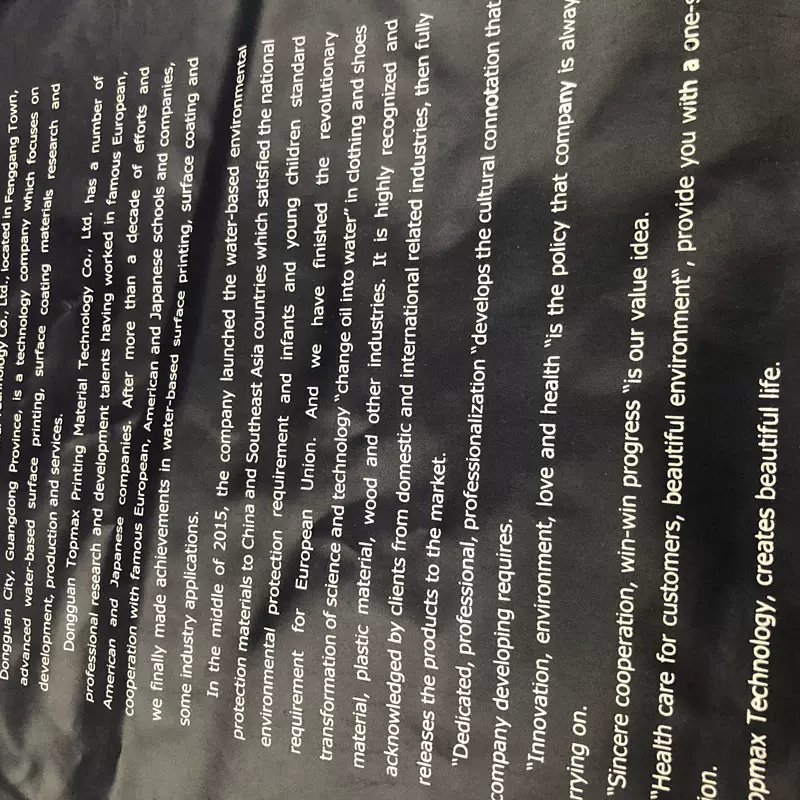 Technology Co., Ltd., located in Fenggang Town,
Dongguan City, Guangdong Province, is a technology company which focuses on
advanced water-based surface printing, surface coating materials research and
development, production and services.
Dongguan Topmax Printing Material Technology Co., Ltd. has a number of
professional research and development talents having worked in famous European,
American and Japanese companies. After more than a decade of efforts and
cooperation with famous European, American and Japanese schools and companies,
we finally made achievements in water-based surface printing, surface coating and
some industry applications.
In the middle of 2015, the company launched the water-based environmental
protection materials to China and Southeast Asia countries which satisfied the national
environmental protection requirement and infants and young children standard
requirement for European Union. And we have finished the revolutionary
transformation of science and technology "change oil into water" in clothing and shoes
material, plastic material, wood and other industries. It is highly recognized and
acknowledged by clients from domestic and international related industries, then fully
releases the products to the market.
"Dedicated, professional, professionalization "develops the cultural connotation that
company developing requires.
"Innovation, environment, love and health "is the policy that company is alway
rrying on.
"Sincere cooperation, win-win progress "is our value idea.
"Health care for customers, beautiful environment", provide you with a one-s
ion.
opmax Technology, creates beautiful life.